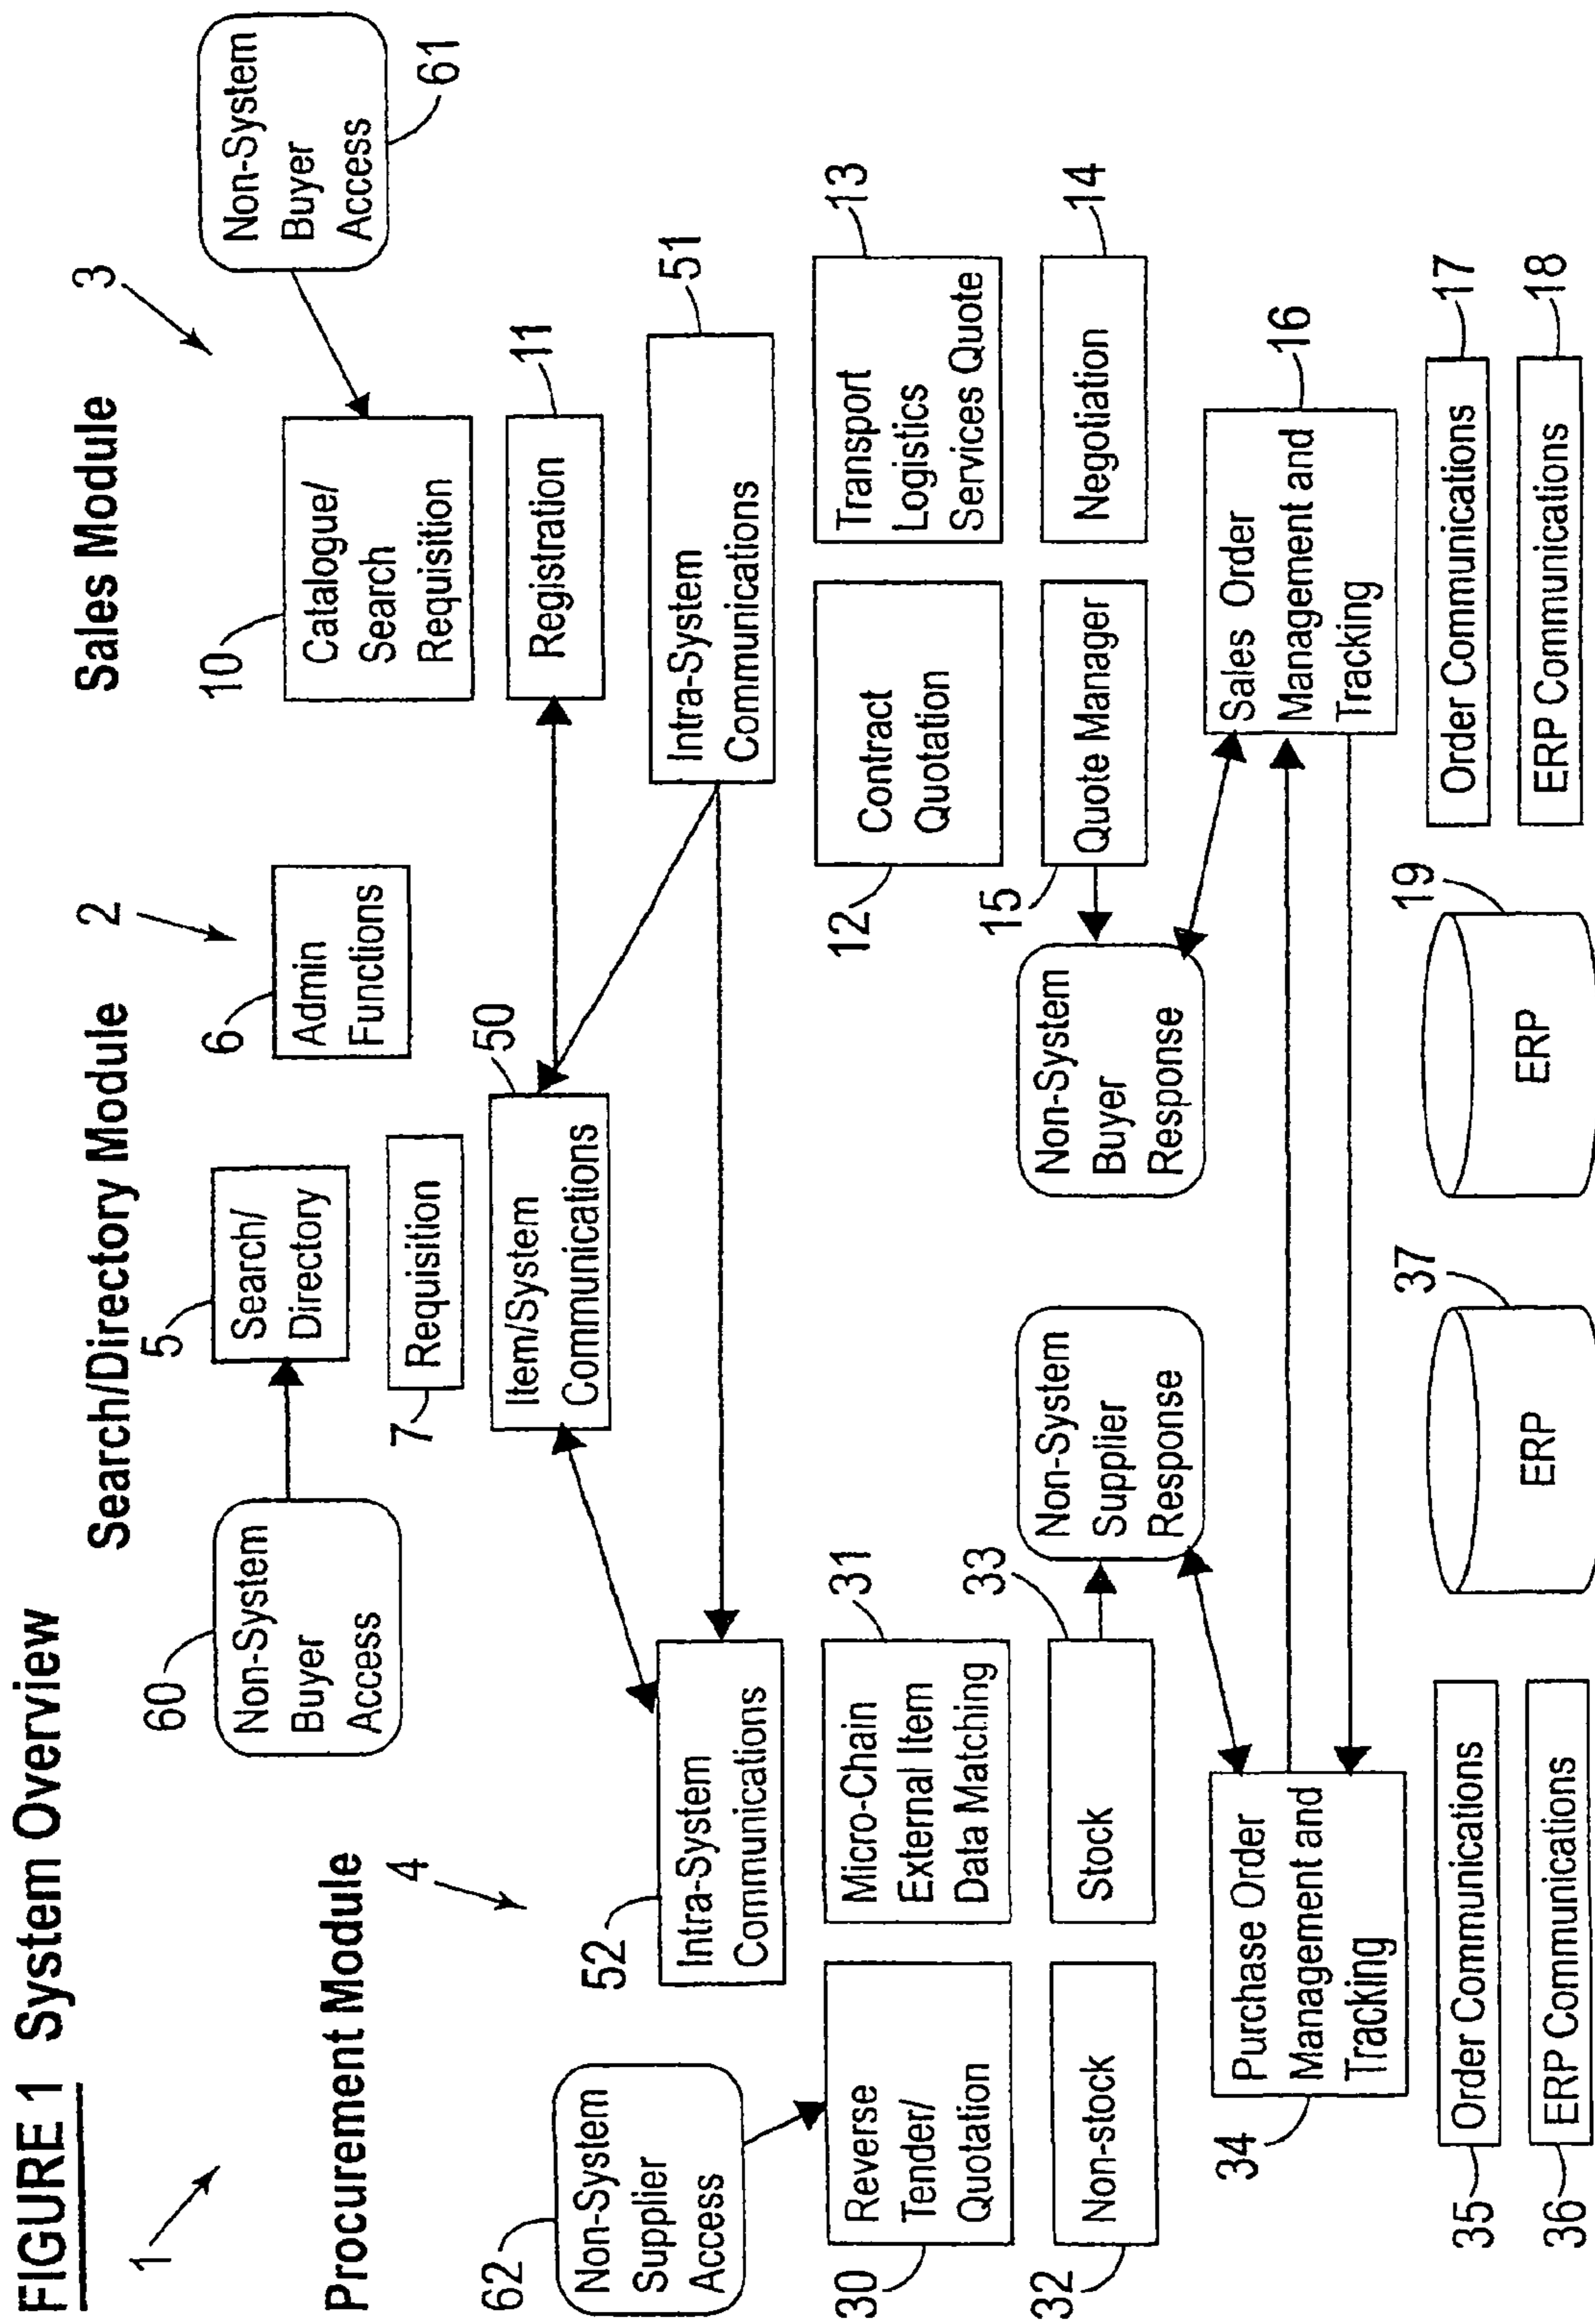 FIGURE 1 System Overview
1
Procurement Module
Search/Directory Module
Sales Module
4
2
3
62
Non-System
Supplier
Access
60
Non-System
Buyer
Access
5
Search/
Directory
6
Admin
Functions
7
Requisition
50
Item/System
Communications
10
Catalogue/
Search
Requisition
Non-System
Buyer
Access
61
11
Registration
52
Intra-System
Communications
51
Intra-System
Communications
30
Reverse
Tender/
Quotation
31
Micro-Chain
External Item
Data Matching
12
Contract
Quotation
13
Transport
Logistics
Services Quote
32
Non-stock
33
Stock
Non-System
Supplier
Response
Non-System
Buyer
Response
15
Quote Manager
14
Negotiation
34
Purchase Order
Management and
Tracking
16
Sales Order
Management and
Tracking
35
Order Communications
36
ERP Communications
37
ERP
19
ERP
17
Order Communications
18
ERP Communications